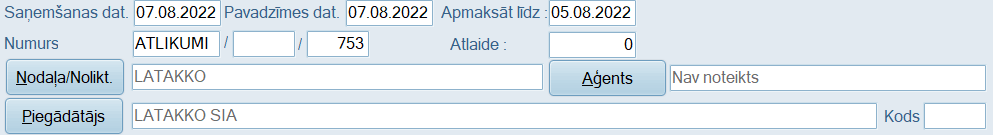 Saņemšanas dat. 07.08.2022 Pavadzīmes dat. 07.08.2022 Apmaksāt līdz : 05.08.2022
Numurs ATLIKUMI / / 753 Atlaide : 0
Nodaļa/Nolikt. LATAKKO Aģents Nav noteikts
Piegādātājs LATAKKO SIA Kods